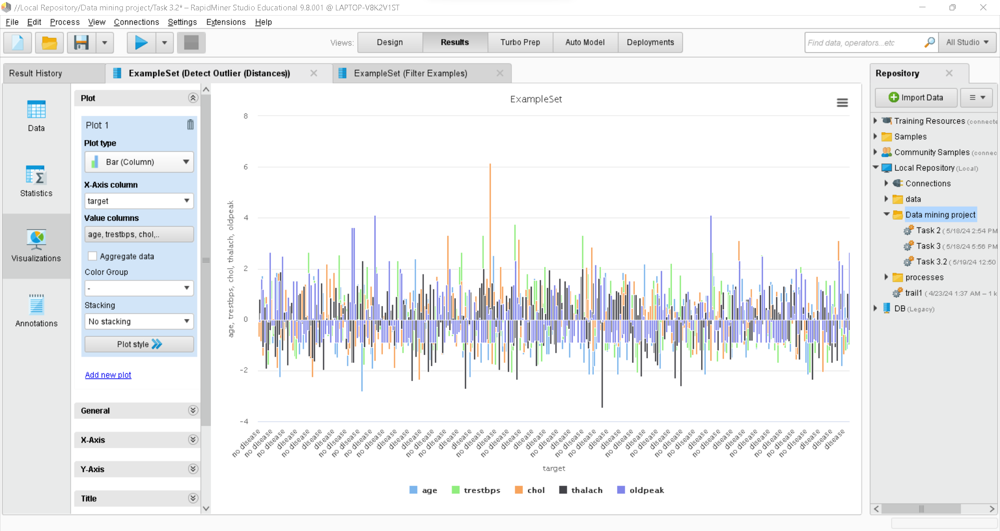 //Local Repository/Data mining project/Task 3.2* – RapidMiner Studio Educational 9.8.001 @ LAPTOP-V8K2V1ST
File Edit Process View Connections Settings Extensions Help
Views: Design Results Turbo Prep Auto Model Deployments
Find data, operators...etc
All Studio
Result History
ExampleSet (Detect Outlier (Distances))
ExampleSet (Filter Examples)
Data
Statistics
Visualizations
Annotations
Plot
Plot 1
Plot type
Bar (Column)
X-Axis column
target
Value columns
age, trestbps, chol,..
Aggregate data
Color Group
-
Stacking
No stacking
Plot style
Add new plot
General
X-Axis
Y-Axis
Title
ExampleSet
age, trestbps, chol, thalach, oldpeak
8
6
4
2
0
-2
-4
no disease
no disease
no disease
disease
no disease
disease
disease
no disease
disease
no disease
no disease
disease
disease
no disease
no disease
disease
disease
no disease
disease
no disease
disease
disease
disease
disease
no disease
disease
no disease
no disease
disease
disease
no disease
no disease
disease
no disease
no disease
no disease
no disease
disease
disease
no disease
disease
no disease
no disease
no disease
disease
disease
disease
target
age trestbps chol thalach oldpeak
Repository
Import Data
Training Resources (connecte
Samples
Community Samples (connec
Local Repository (Local)
Connections
data
Data mining project
Task 2 ( 5/18/24 2:54 PM
Task 3 ( 5/18/24 5:56 PM
Task 3.2 ( 5/19/24 12:50
processes
trail1 ( 4/23/24 1:37 AM – 1 k
DB (Legacy)